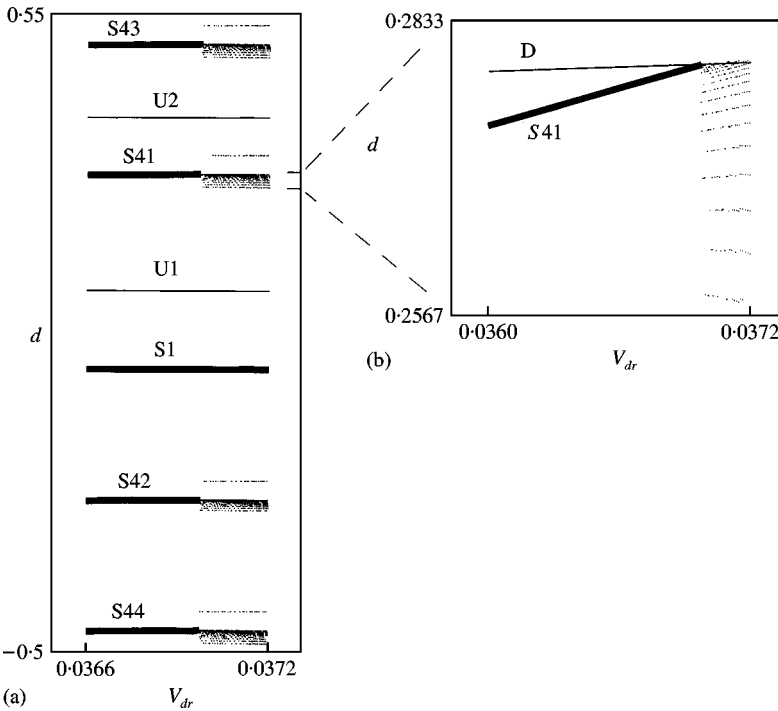 0·55
S43
U2
S41
U1
d
S1
S42
S44
−0·5
0·0366
0·0372
(a)
V_dr
0·2833
D
d
S41
0·2567
0·0360
0·0372
(b)
V_dr